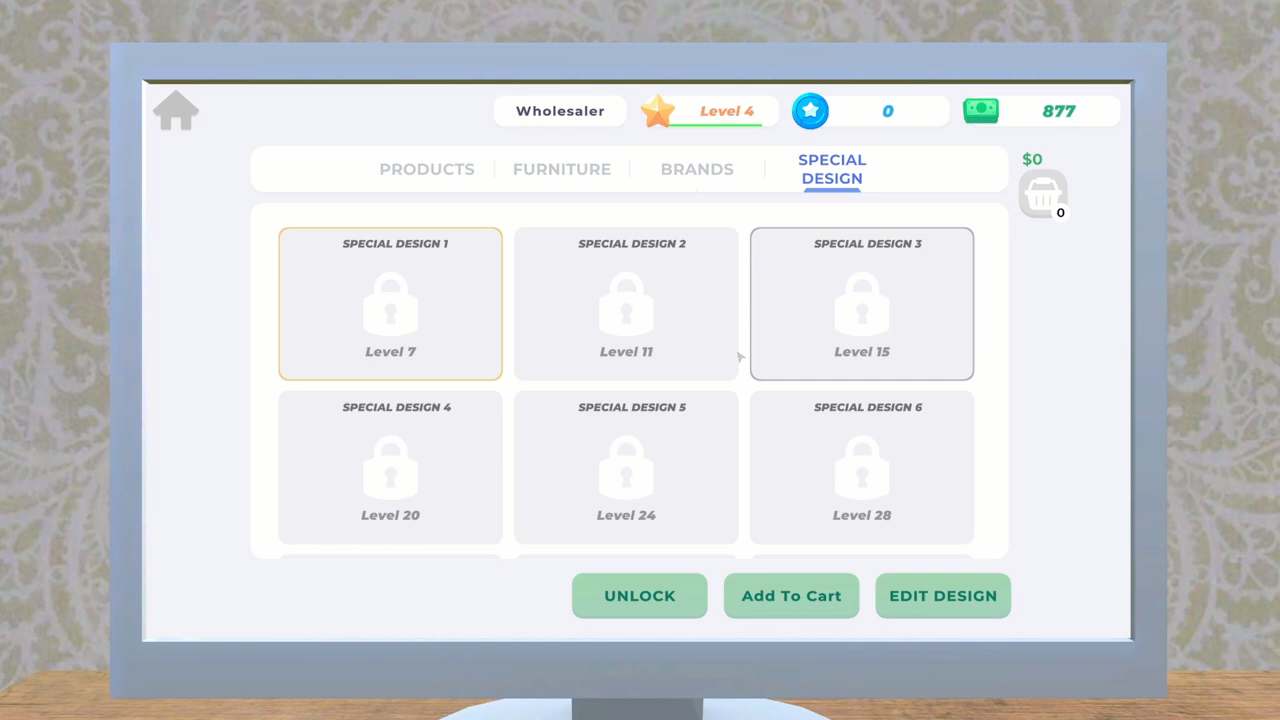 Wholesaler
Level 4
0
877
PRODUCTS
FURNITURE
BRANDS
SPECIAL
DESIGN
$0
0
SPECIAL DESIGN 1
Level 7
SPECIAL DESIGN 2
Level 11
SPECIAL DESIGN 3
Level 15
SPECIAL DESIGN 4
Level 20
SPECIAL DESIGN 5
Level 24
SPECIAL DESIGN 6
Level 28
UNLOCK
Add To Cart
EDIT DESIGN